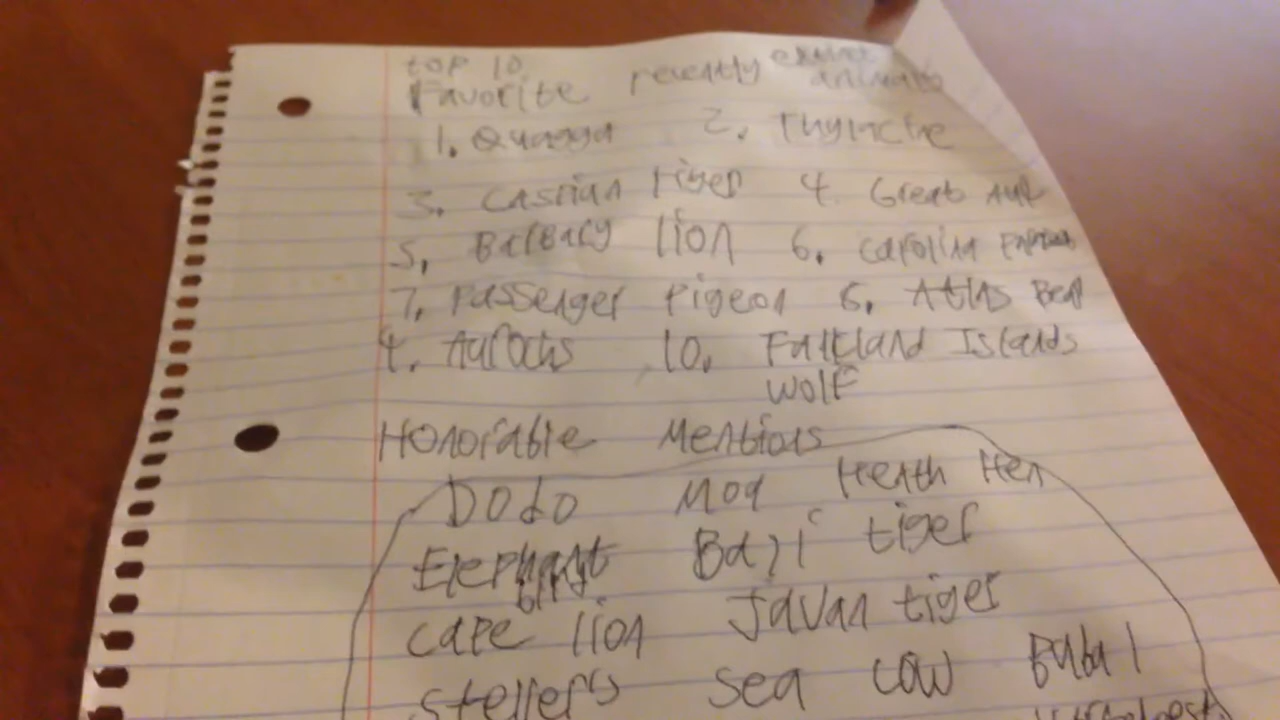 TOP 10
Favorite recently extinct animals
1. Quagga 2. Thylacine
3. Caspian tiger 4. Great Auk
5. Barbary lion 6. Carolina
7. Passenger Pigeon 8. Atlas Bear
9. Aurochs 10. Falkland Islands
Wolf
Honorable Mentions
Dodo Moa Heath Hen
Elephant Bali tiger
bird
Cape lion Javan tiger
Steller's Sea Cow Bubal